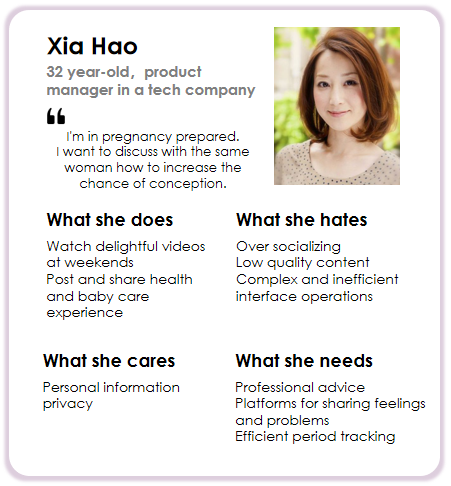 Xia Hao
32 year-old，product
manager in a tech company
“
I'm in pregnancy prepared.
I want to discuss with the same
woman how to increase the
chance of conception.
What she does
Watch delightful videos
at weekends
Post and share health
and baby care
experience
What she hates
Over socializing
Low quality content
Complex and inefficient
interface operations
What she cares
Personal information
privacy
What she needs
Professional advice
Platforms for sharing feelings
and problems
Efficient period tracking